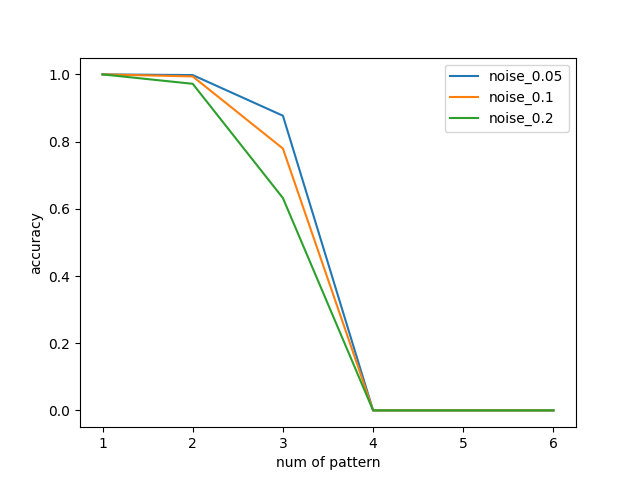 noise_0.05
noise_0.1
noise_0.2
1.0
0.8
0.6
0.4
0.2
0.0
accuracy
1 2 3 4 5 6
num of pattern